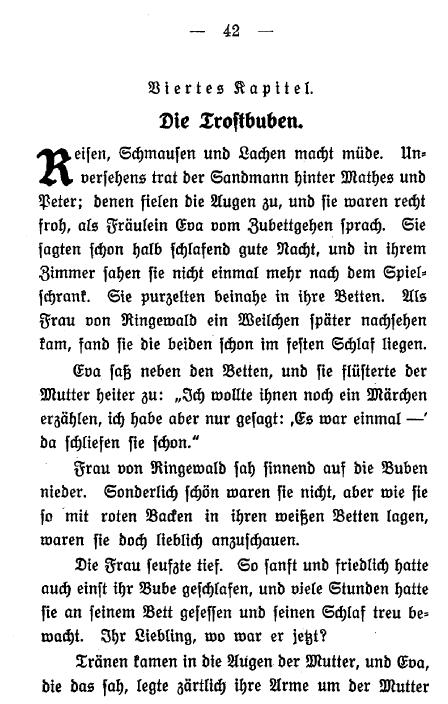 — 42 —
Viertes Kapitel.
Die Trostbuben.
Reisen, Schmausen und Lachen macht müde. Un-
versehens trat der Sandmann hinter Mathes und
Peter; denen fielen die Augen zu, und sie waren recht
froh, als Fräulein Eva vom Zubettgehen sprach. Sie
sagten schon halb schlafend gute Nacht, und in ihrem
Zimmer sahen sie nicht einmal mehr nach dem Spiel-
schrank. Sie purzelten beinahe in ihre Betten. Als
Frau von Ringewald ein Weilchen später nachsehen
kam, fand sie die beiden schon im festen Schlaf liegen.
Eva saß neben den Betten, und sie flüsterte der
Mutter heiter zu: „Ich wollte ihnen noch ein Märchen
erzählen, ich habe aber nur gesagt: ‚Es war einmal —‘
da schliefen sie schon.“
Frau von Ringewald sah sinnend auf die Buben
nieder. Sonderlich schön waren sie nicht, aber wie sie
so mit roten Backen in ihren weißen Betten lagen,
waren sie doch lieblich anzuschauen.
Die Frau seufzte tief. So sanft und friedlich hatte
auch einst ihr Bube geschlafen, und viele Stunden hatte
sie an seinem Bett gesessen und seinen Schlaf treu be-
wacht. Ihr Liebling, wo war er jetzt?
Tränen kamen in die Augen der Mutter, und Eva,
die das sah, legte zärtlich ihre Arme um der Mutter